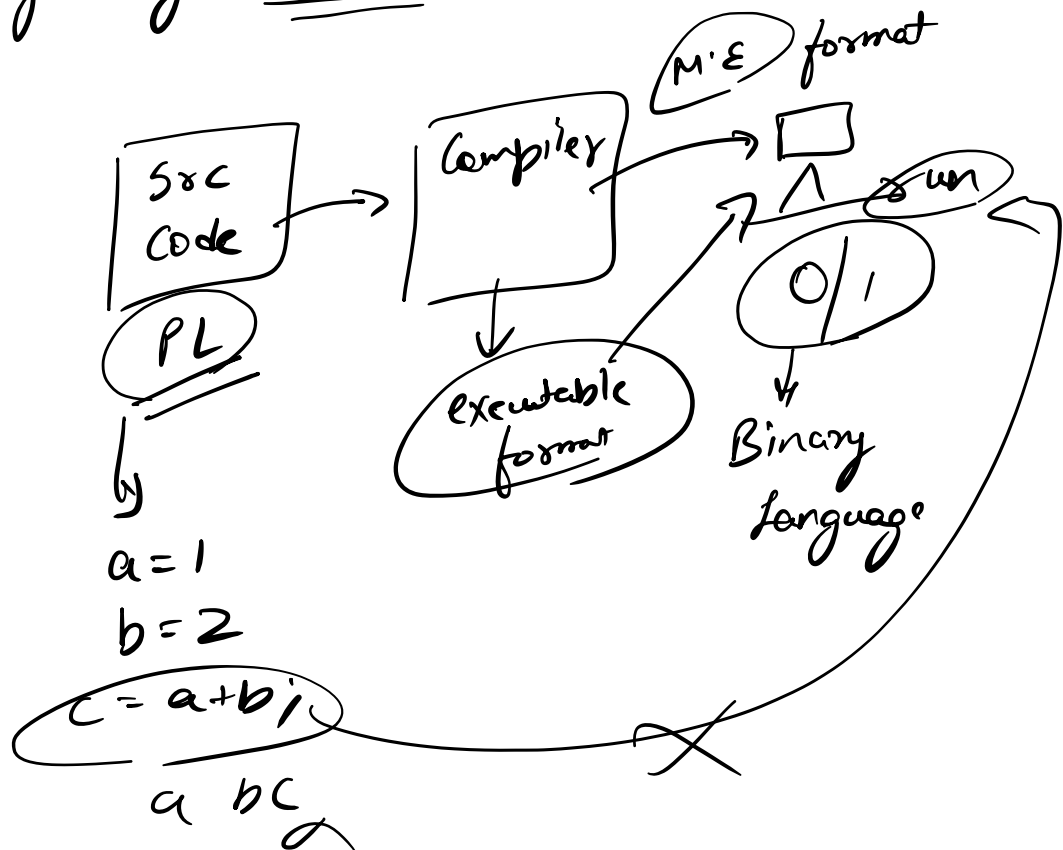 M.E format
Src
Code
Compiler
run
PL
0/1
executable
format
Binary
Language
a = 1
b = 2
c = a+b;
a bc